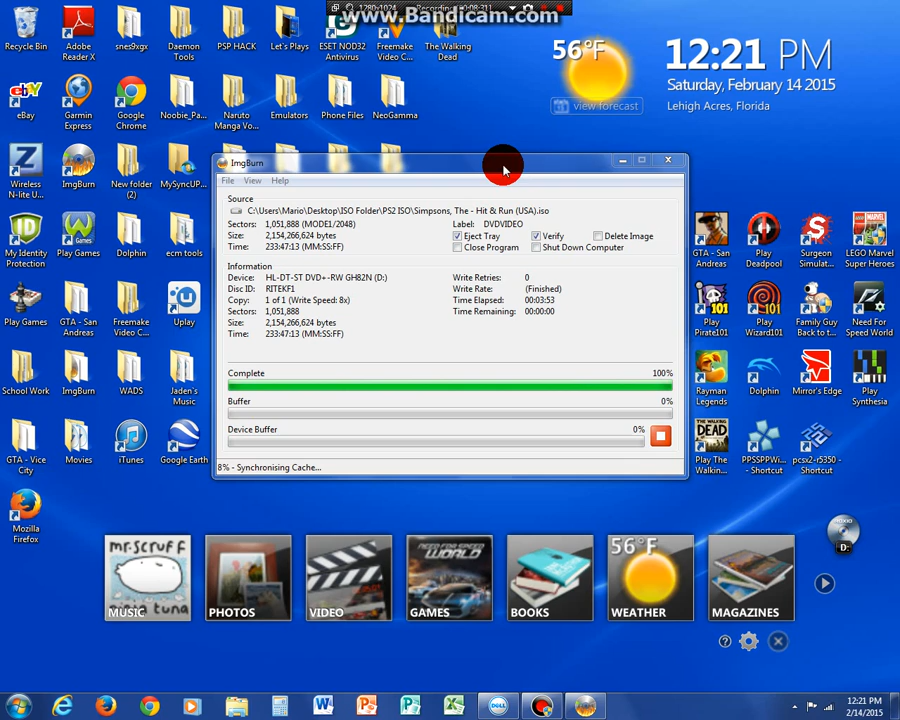 1280x1024
Recording [00:08:21]
www.Bandicam.com
Recycle Bin
Adobe Reader X
snes9xgx
Daemon Tools
PSP HACK
Let's Plays
ESET NOD32 Antivirus
Freemake Video C...
The Walking Dead
56°F
12:21 PM
Saturday, February 14 2015
view forecast
Lehigh Acres, Florida
eBay
Garmin Express
Google Chrome
Noobie_Pa...
Naruto Manga Vo...
Emulators
Phone Files
NeoGamma
Wireless N-lite U...
ImgBurn
New folder (2)
MySyncUP...
My Identity Protection
Play Games
Dolphin
ecm tools
Play Games
GTA - San Andreas
Freemake Video C...
Uplay
School Work
ImgBurn
WADS
Jaden's Music
GTA - Vice City
Movies
iTunes
Google Earth
Mozilla Firefox
ImgBurn
File View Help
Source
C:\Users\Mario\Desktop\ISO Folder\PS2 ISO\Simpsons, The - Hit & Run (USA).iso
Sectors: 1,051,888 (MODE1/2048)
Label: DVDVIDEO
Size: 2,154,266,624 bytes
Eject Tray Verify Delete Image
Time: 233:47:13 (MM:SS:FF)
Close Program Shut Down Computer
Information
Device: HL-DT-ST DVD+-RW GH82N (D:)
Write Retries: 0
Disc ID: RITEKF1
Write Rate: (Finished)
Copy: 1 of 1 (Write Speed: 8x)
Time Elapsed: 00:03:53
Sectors: 1,051,888
Time Remaining: 00:00:00
Size: 2,154,266,624 bytes
Time: 233:47:13 (MM:SS:FF)
Complete 100%
Buffer 0%
Device Buffer 0%
8% - Synchronising Cache...
GTA - San Andreas
Play Deadpool
Surgeon Simulat...
LEGO Marvel Super Heroes
Play Pirate101
Play Wizard101
Family Guy Back to t...
Need For Speed World
Rayman Legends
Dolphin
Mirror's Edge
Play Synthesia
Play The Walkin...
PPSSPPWi... - Shortcut
pcsx2-r5350 - Shortcut
D:
mr.scruff
MUSIC
PHOTOS
VIDEO
NEED FOR SPEED WORLD
GAMES
BOOKS
56°F
WEATHER
MAGAZINES
12:21 PM
2/14/2015